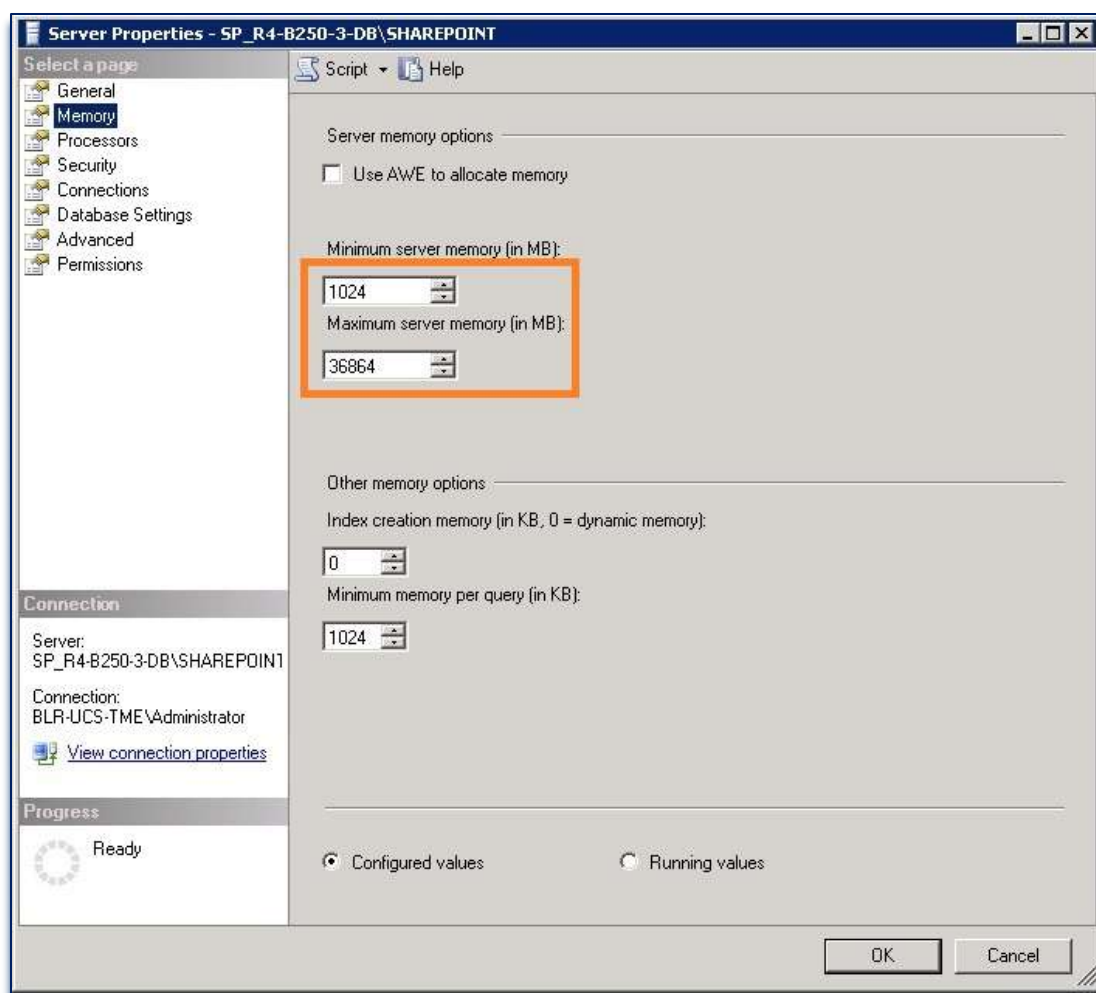 Server Properties - SP_R4-B250-3-DB\SHAREPOINT
Select a page
General
Memory
Processors
Security
Connections
Database Settings
Advanced
Permissions
Script Help
Server memory options
Use AWE to allocate memory
Minimum server memory (in MB):
1024
Maximum server memory (in MB):
36864
Other memory options
Index creation memory (in KB, 0 = dynamic memory):
0
Minimum memory per query (in KB):
1024
Connection
Server:
SP_R4-B250-3-DB\SHAREPOINT
Connection:
BLR-UCS-TME\Administrator
View connection properties
Progress
Ready
Configured values Running values
OK Cancel